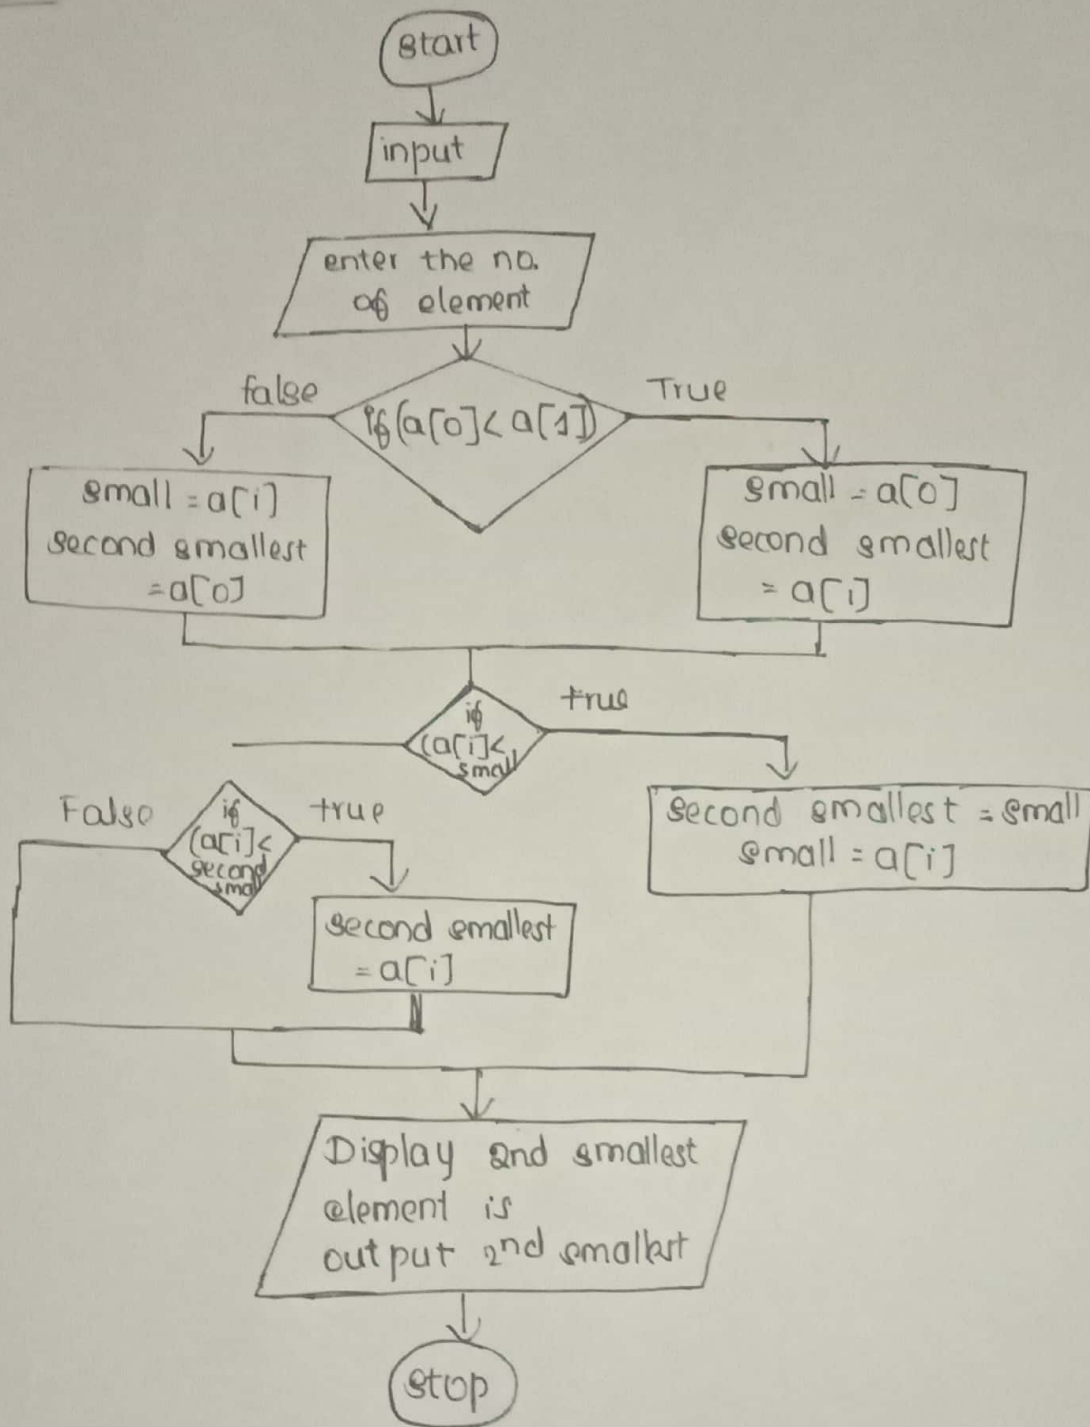 start
input
enter the no.
of element
false
True
if (a[0] < a[1])
small = a[i]
second smallest
= a[0]
small = a[0]
second smallest
= a[i]
true
if
(a[i] <
small
False
true
if
(a[i] <
second
small
second smallest = small
small = a[i]
second smallest
= a[i]
Display 2nd smallest
element is
output 2nd smallest
stop